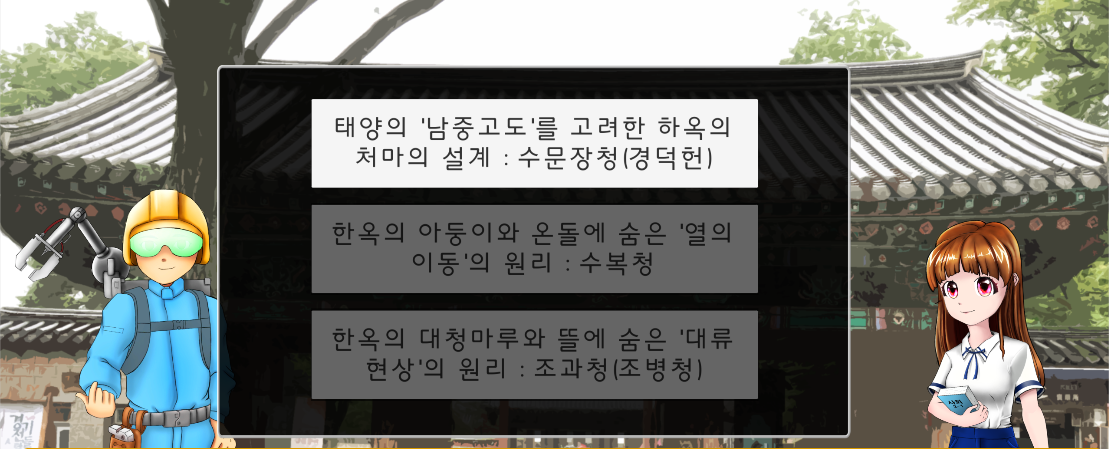 태양의 '남중고도'를 고려한 하옥의
처마의 설계 : 수문장청(경덕헌)
한옥의 아둥이와 온돌에 숨은 '열의
이동'의 원리 : 수복청
한옥의 대청마루와 뜰에 숨은 '대류
현상'의 원리 : 조과청(조병청)